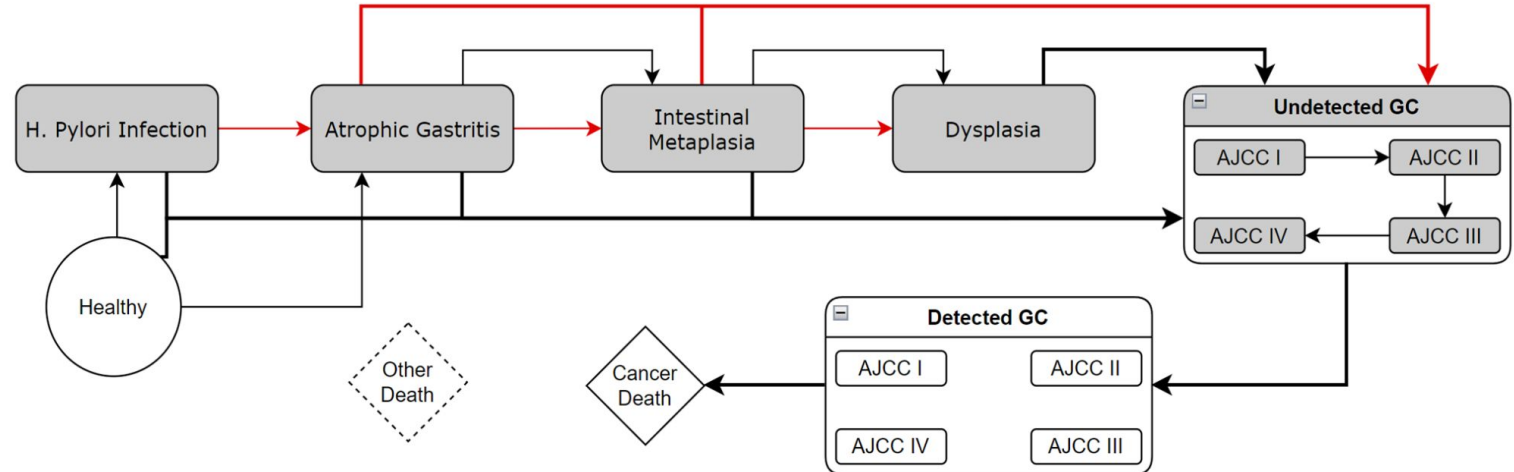 H. Pylori Infection
Atrophic Gastritis
Intestinal
Metaplasia
Dysplasia
Undetected GC
AJCC I
AJCC II
AJCC IV
AJCC III
Healthy
Other
Death
Cancer
Death
Detected GC
AJCC I
AJCC II
AJCC IV
AJCC III